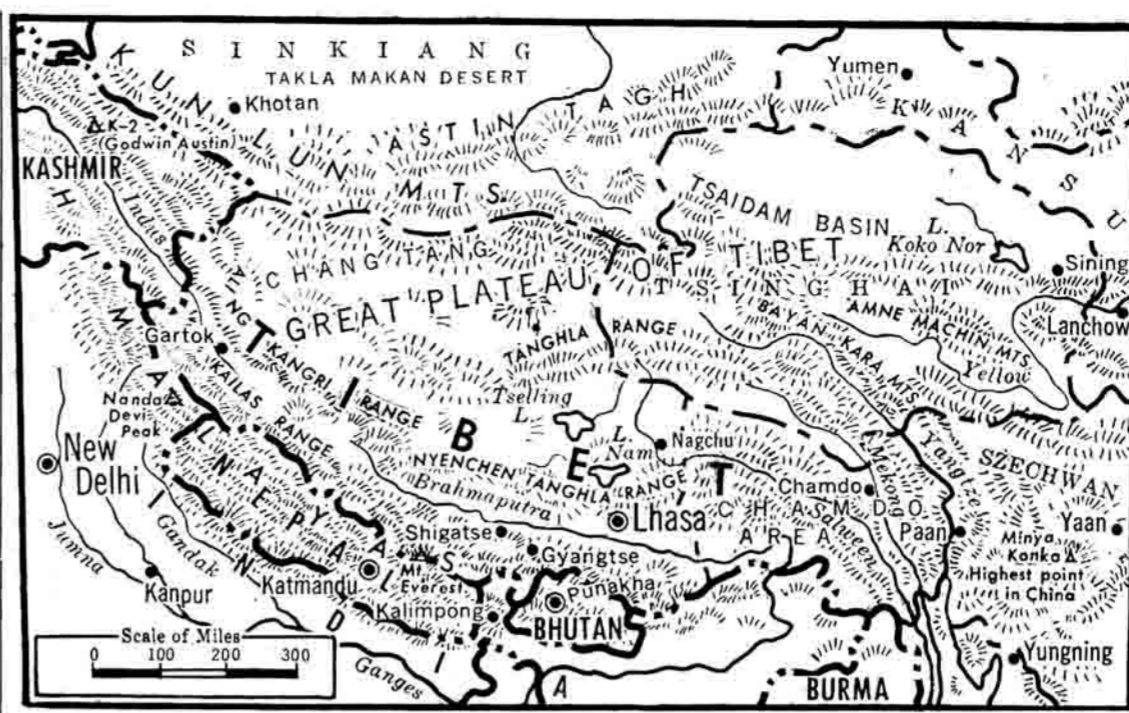 SINKIANG
TAKLA MAKAN DESERT
KUNLUN MTS.
ASTIN TAGH
Yumen
KANSU
Khotan
K-2
(Godwin Austin)
KASHMIR
HIMALAYAS
Indus
TSAIDAM BASIN
L.
Koko Nor
Sining
Lanchow
CHANG TANG
GREAT PLATEAU OF TIBET
TSINGHAI
ALING KANGRI RANGE
Gartok
KAILAS RANGE
TANGHLA RANGE
BAYAN KARA MTS.
AMNE MACHIN MTS.
Yellow
Nanda
Devi
Peak
Tselling
L.
TIBET
L.
Nam
Nagchu
NYENCHEN TANGHLA RANGE
New
Delhi
NEPAL
Brahmaputra
Lhasa
CHAMDO
AREA
Chamdo
Mekong
Yangtze
Salween
SZECHWAN
Paan
Yaan
Minya
Konka
Highest point
in China
Shigatse
Gyangtse
Juma
Gandak
Kanpur
Katmandu
Mt.
Everest
Kalimpong
Punakha
BHUTAN
INDIA
Ganges
BURMA
Yungning
Scale of Miles
0 100 200 300